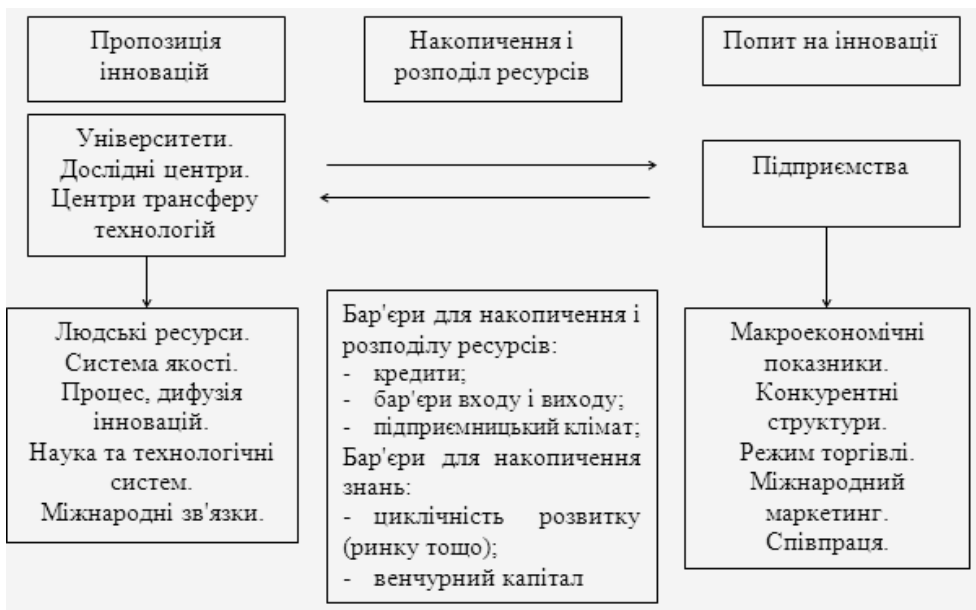 Пропозиція
інновацій
Накопичення і
розподіл ресурсів
Попит на інновації
Університети.
Дослідні центри.
Центри трансферу
технологій
Підприємства
Людські ресурси.
Система якості.
Процес, дифузія
інновацій.
Наука та технологічні
систем.
Міжнародні зв'язки.
Бар'єри для накопичення і
розподілу ресурсів:
- кредити;
- бар'єри входу і виходу;
- підприємницький клімат;
Бар'єри для накопичення
знань:
- циклічність розвитку
(ринку тощо);
- венчурний капітал
Макроекономічні
показники.
Конкурентні
структури.
Режим торгівлі.
Міжнародний
маркетинг.
Співпраця.